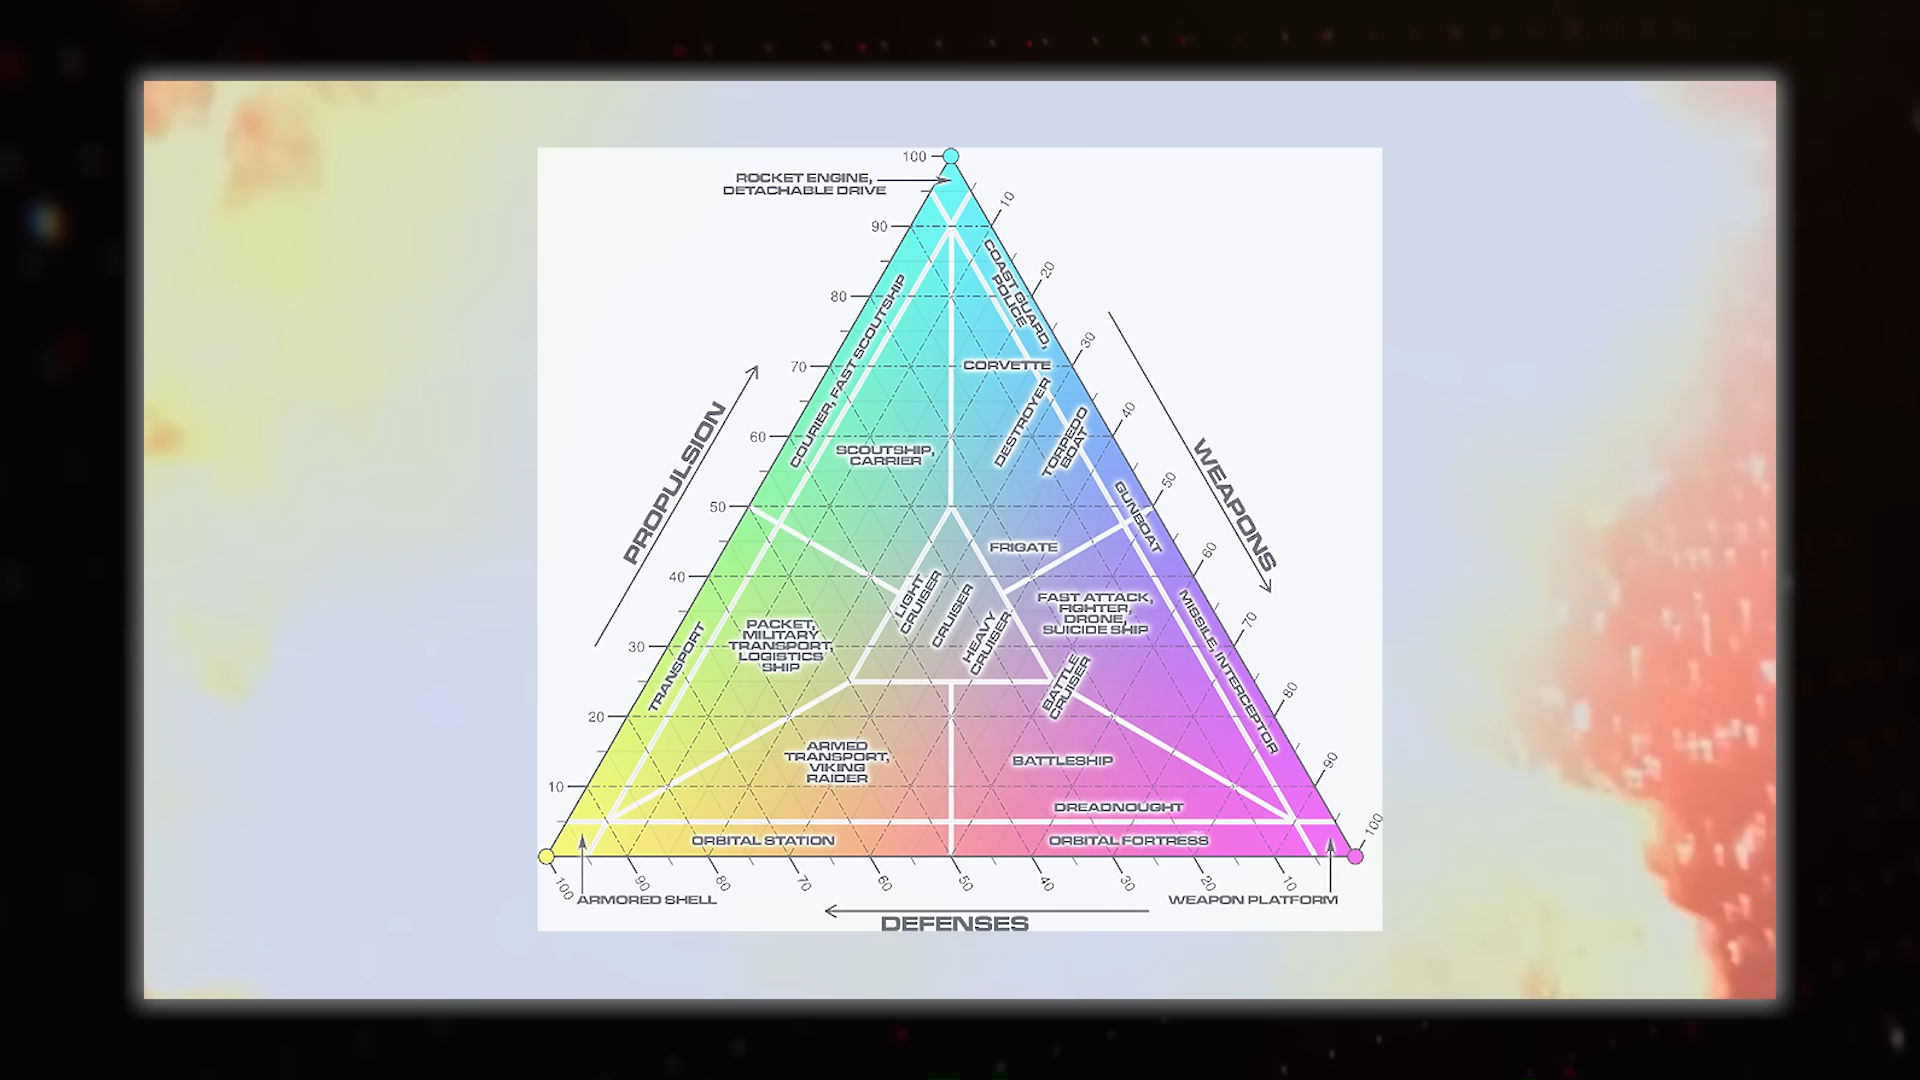 100
ROCKET ENGINE,
DETACHABLE DRIVE
10
90
COAST GUARD,
POLICE
20
80
COURIER, FAST SCOUTSHIP
30
70
CORVETTE
DESTROYER
40
TORPEDO
BOAT
60
SCOUTSHIP,
CARRIER
PROPULSION
WEAPONS
50
50
GUNBOAT
60
FRIGATE
40
LIGHT
CRUISER
CRUISER
HEAVY
CRUISER
FAST ATTACK,
FIGHTER,
DRONE,
SUICIDE SHIP
MISSILE, INTERCEPTOR
70
30
TRANSPORT
PACKET,
MILITARY
TRANSPORT,
LOGISTICS
SHIP
BATTLE
CRUISER
80
20
ARMED
TRANSPORT,
VIKING
RAIDER
BATTLESHIP
90
10
DREADNOUGHT
100
ORBITAL STATION
ORBITAL FORTRESS
100
90
80
70
60
50
40
30
20
10
ARMORED SHELL
WEAPON PLATFORM
DEFENSES